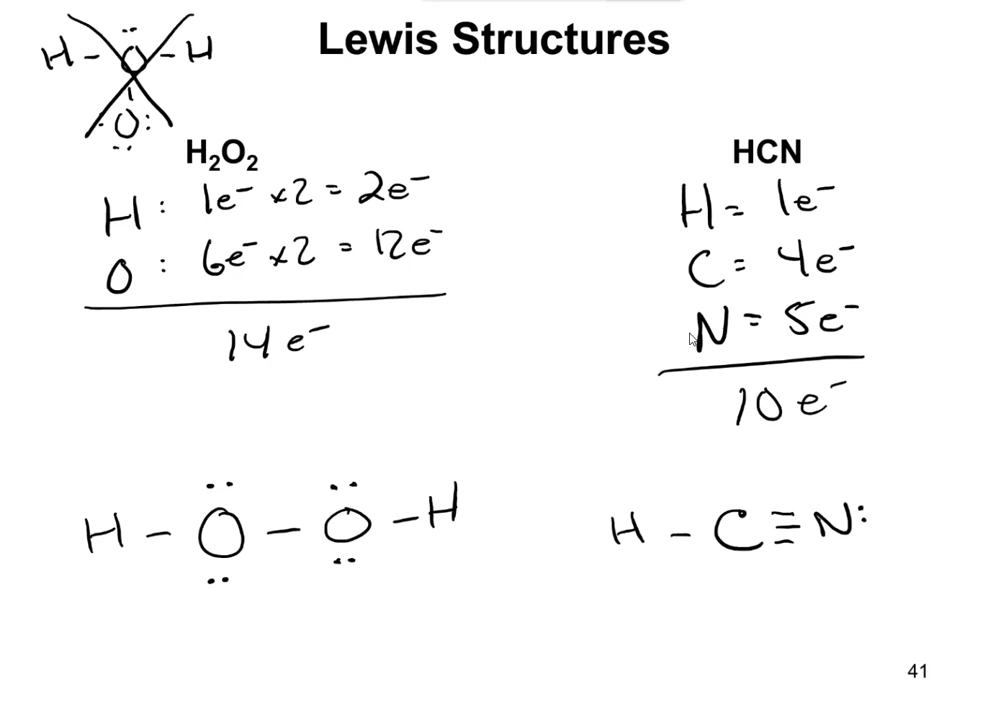 Lewis Structures
H - Ö - H
:O:
H₂O₂
H : 1e⁻ ×2 = 2e⁻
O : 6e⁻ ×2 = 12e⁻
14 e⁻
H - O - O - H
HCN
H = 1e⁻
C = 4e⁻
N = 5e⁻
10 e⁻
H - C ≡ N:
41